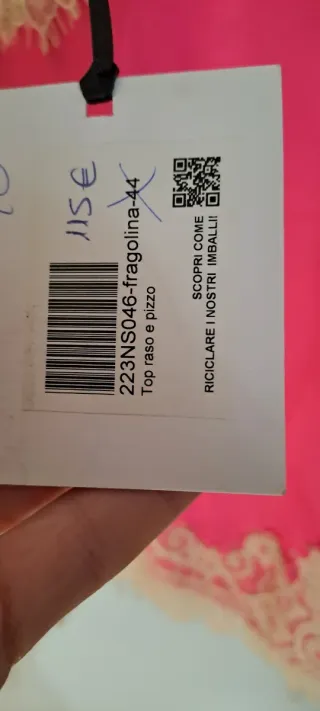 115€
223NS046-fragolina-44
Top raso e pizzo
SCOPRI COME
RICICLARE I NOSTRI IMBALLI!